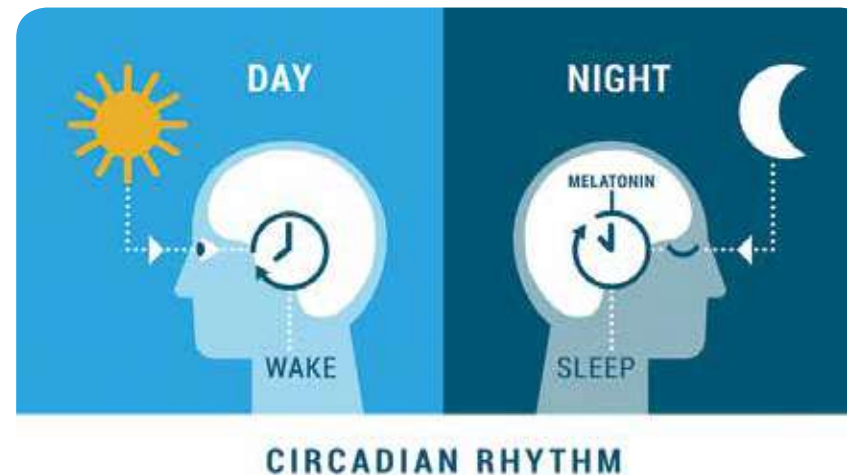 DAY
NIGHT
MELATONIN
WAKE
SLEEP
CIRCADIAN RHYTHM